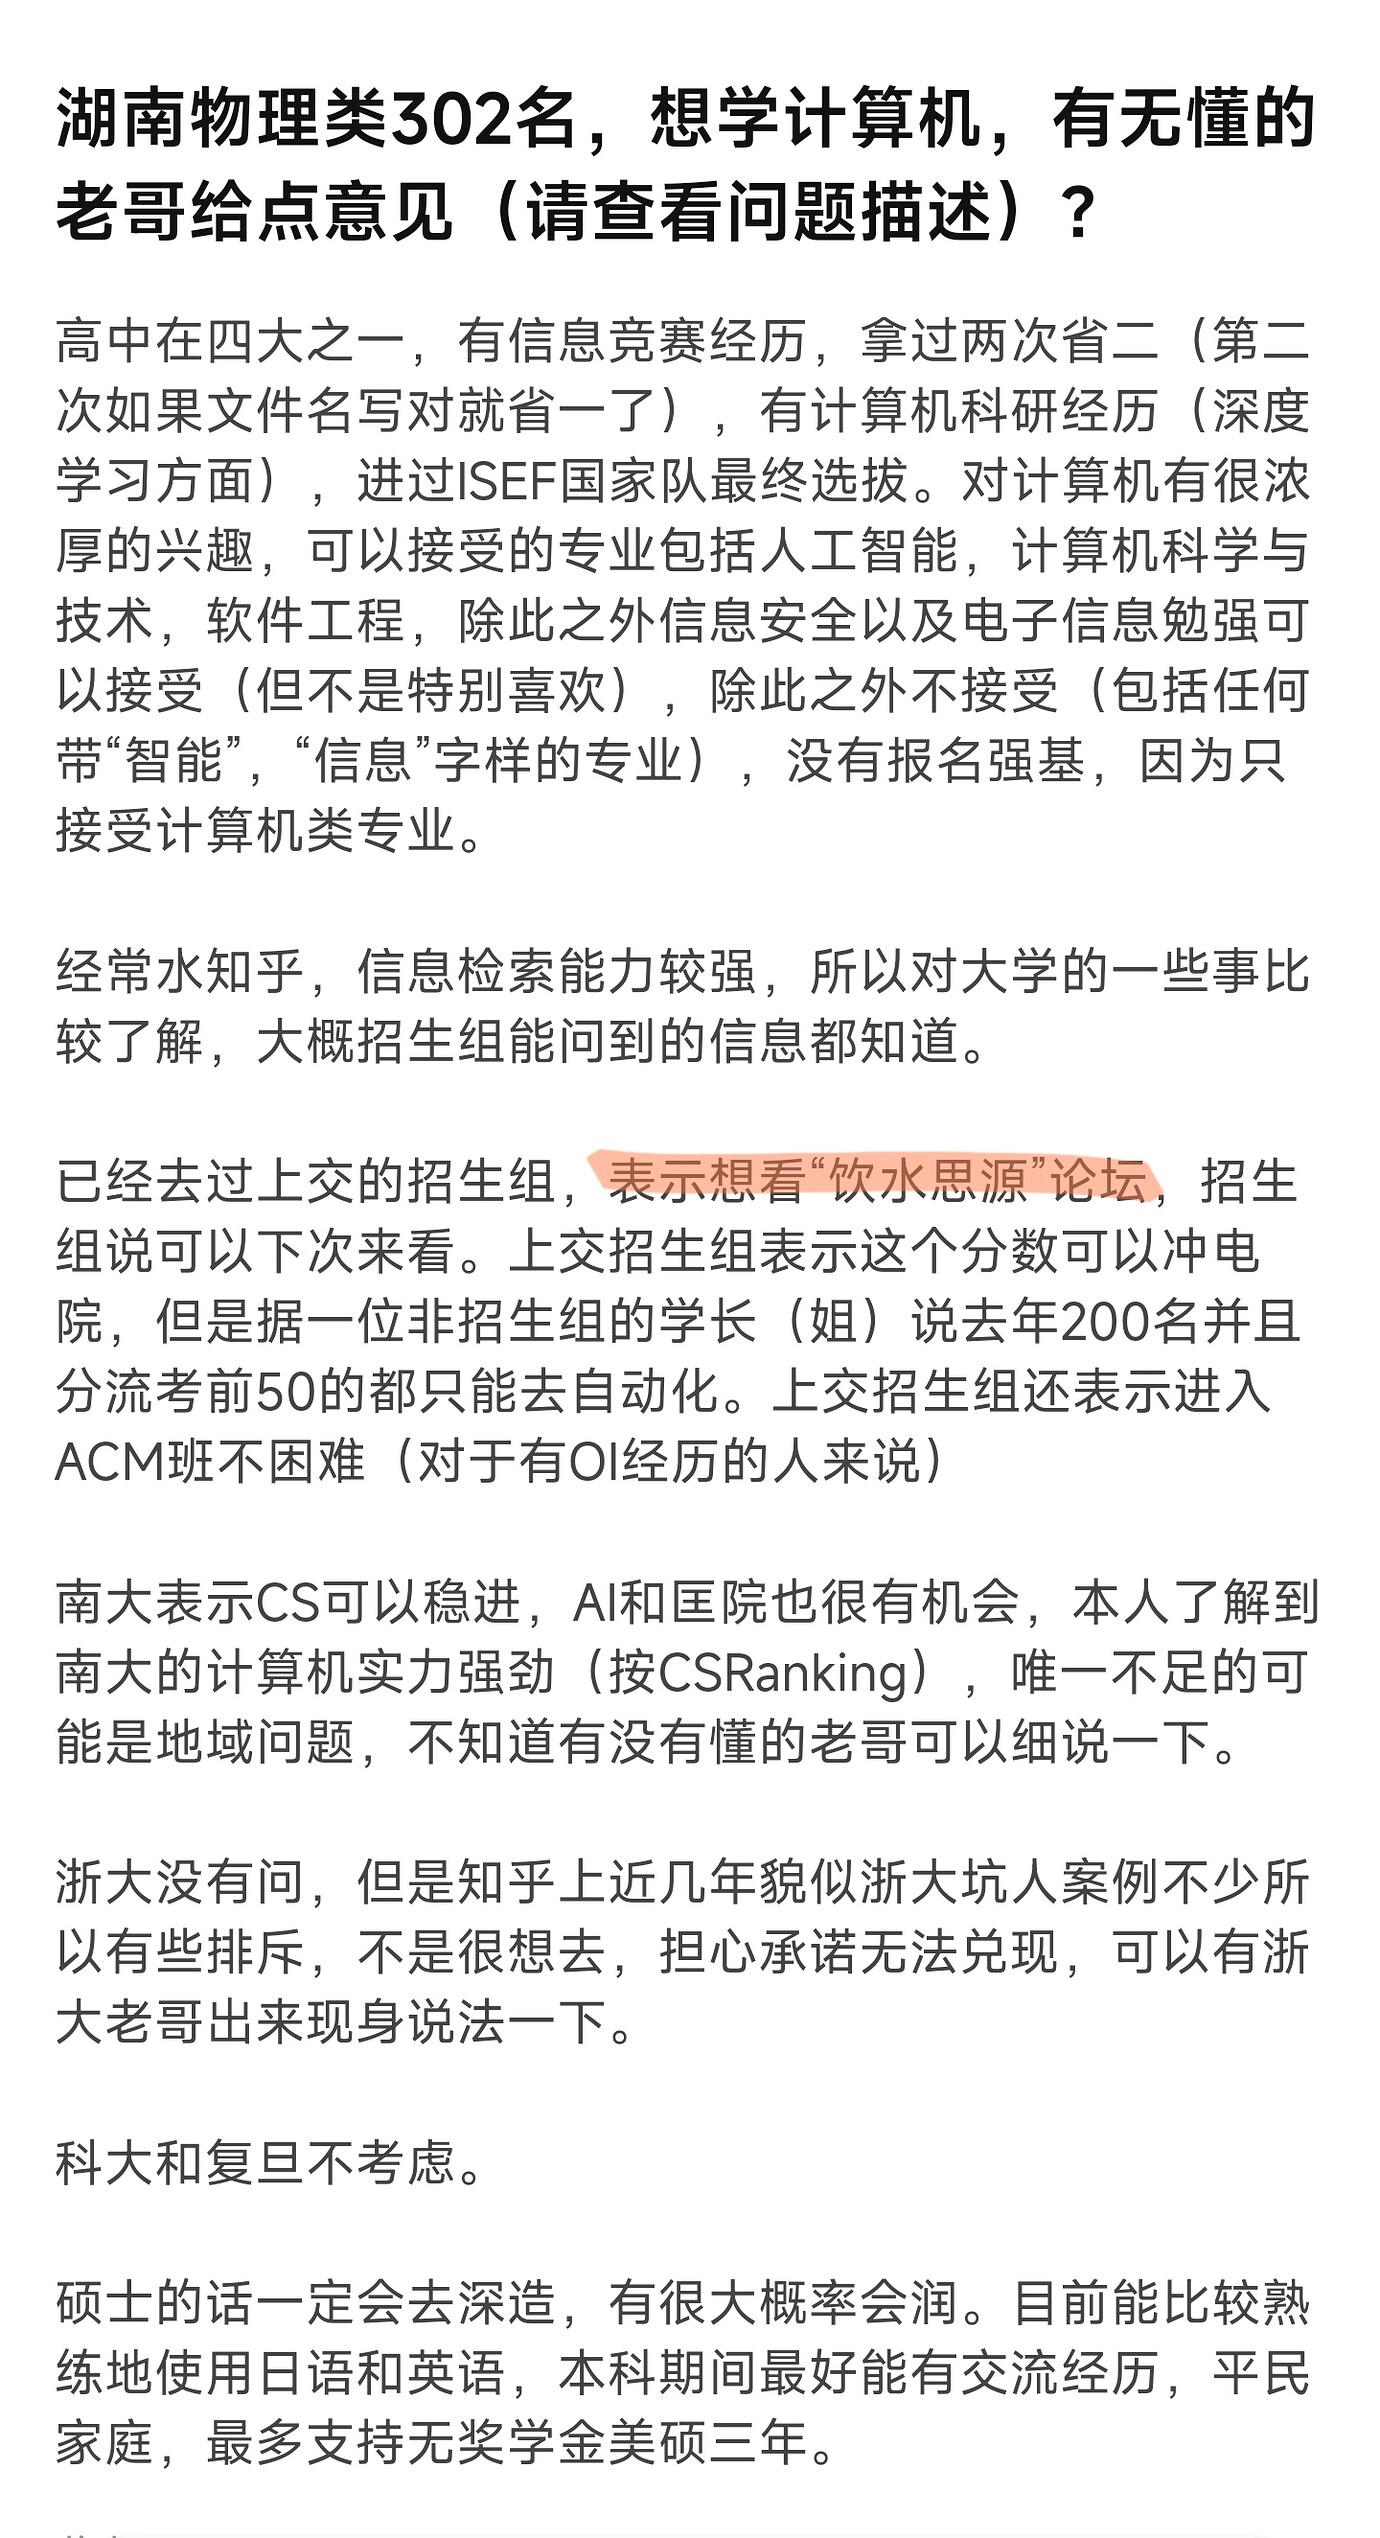 湖南物理类302名，想学计算机，有无懂的
老哥给点意见（请查看问题描述）？
高中在四大之一，有信息竞赛经历，拿过两次省二（第二
次如果文件名写对就省一了），有计算机科研经历（深度
学习方面），进过ISEF国家队最终选拔。对计算机有很浓
厚的兴趣，可以接受的专业包括人工智能，计算机科学与
技术，软件工程，除此之外信息安全以及电子信息勉强可
以接受（但不是特别喜欢），除此之外不接受（包括任何
带“智能”，“信息”字样的专业），没有报名强基，因为只
接受计算机类专业。
经常水知乎，信息检索能力较强，所以对大学的一些事比
较了解，大概招生组能问到的信息都知道。
已经去过上交的招生组，表示想看“饮水思源”论坛，招生
组说可以下次来看。上交招生组表示这个分数可以冲电
院，但是据一位非招生组的学长（姐）说去年200名并且
分流考前50的都只能去自动化。上交招生组还表示进入
ACM班不困难（对于有OI经历的人来说）
南大表示CS可以稳进，AI和匡院也很有机会，本人了解到
南大的计算机实力强劲（按CSRanking），唯一不足的可
能是地域问题，不知道有没有懂的老哥可以细说一下。
浙大没有问，但是知乎上近几年貌似浙大坑人案例不少所
以有些排斥，不是很想去，担心承诺无法兑现，可以有浙
大老哥出来现身说法一下。
科大和复旦不考虑。
硕士的话一定会去深造，有很大概率会润。目前能比较熟
练地使用日语和英语，本科期间最好能有交流经历，平民
家庭，最多支持无奖学金美硕三年。